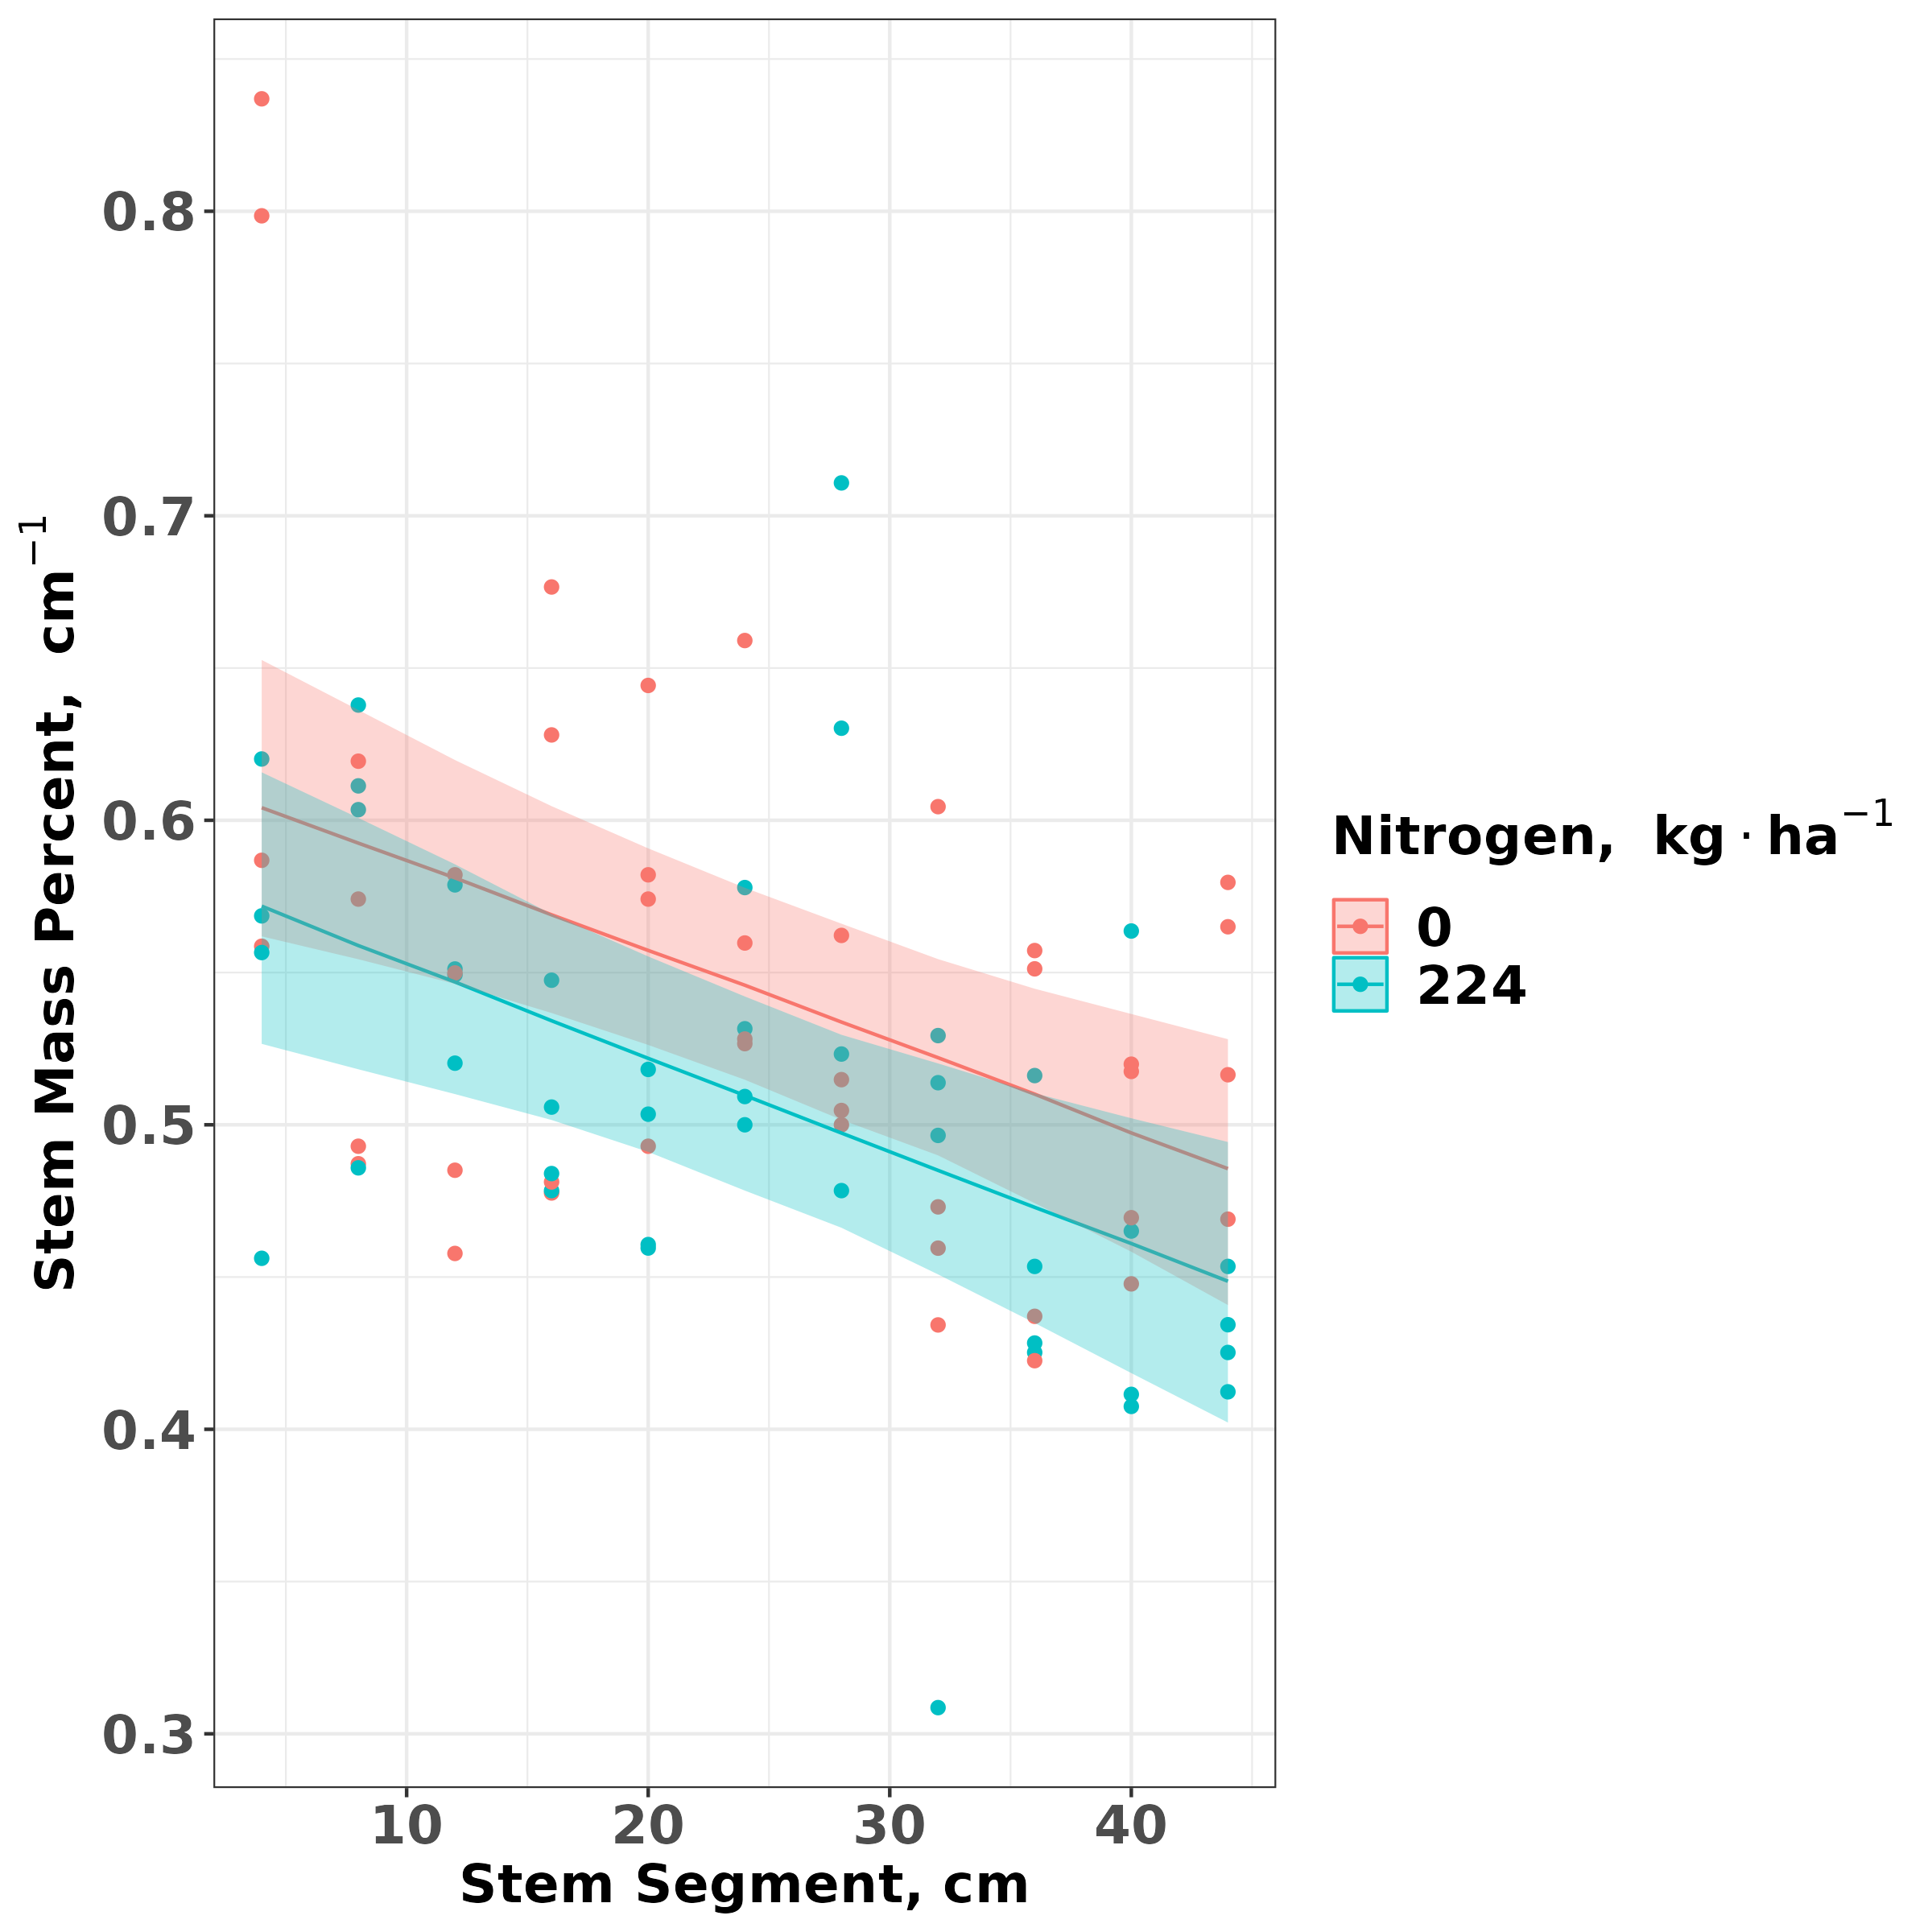 Stem Mass Percent, cm⁻¹
0.8
0.7
0.6
0.5
0.4
0.3
10 20 30 40
Stem Segment, cm
Nitrogen, kg · ha⁻¹
0
224